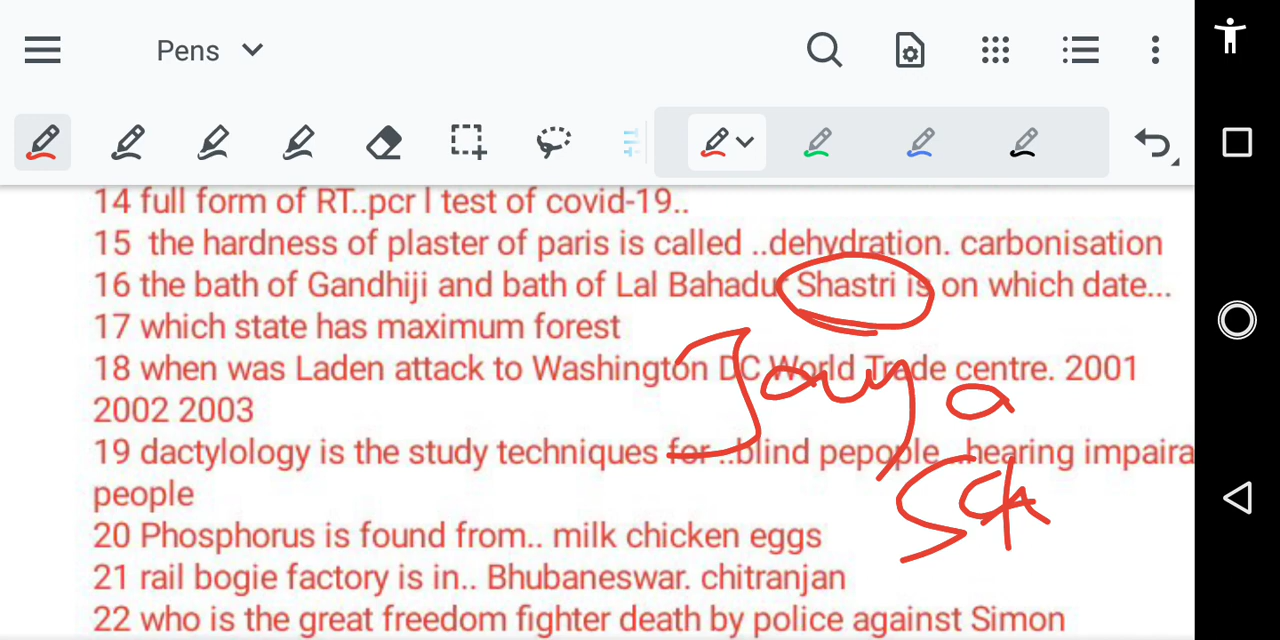 Pens
14 full form of RT..pcr l test of covid-19..
15 the hardness of plaster of paris is called ..dehydration. carbonisation
16 the bath of Gandhiji and bath of Lal Bahadur Shastri is on which date...
17 which state has maximum forest
18 when was Laden attack to Washington DC World Trade centre. 2001
2002 2003
19 dactylology is the study techniques for ..blind pepople...hearing impaira
people
20 Phosphorus is found from.. milk chicken eggs
21 rail bogie factory is in.. Bhubaneswar. chitranjan
22 who is the great freedom fighter death by police against Simon
Jaya